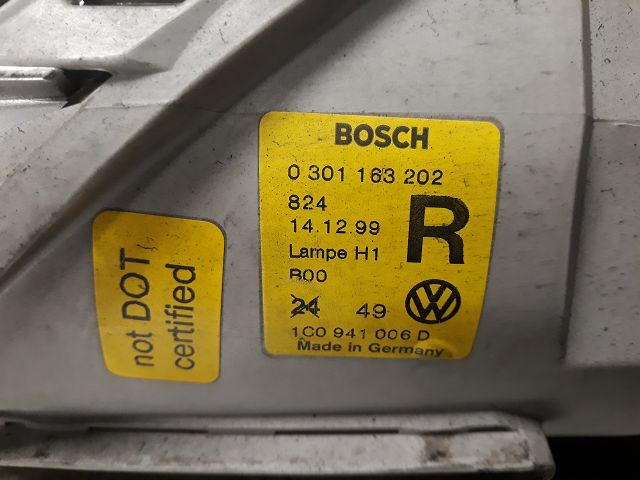 BOSCH
0 301 163 202
824
14.12.99
R
Lampe H1
B00
24 49
1C0 941 006 D
Made in Germany
not DOT
certified